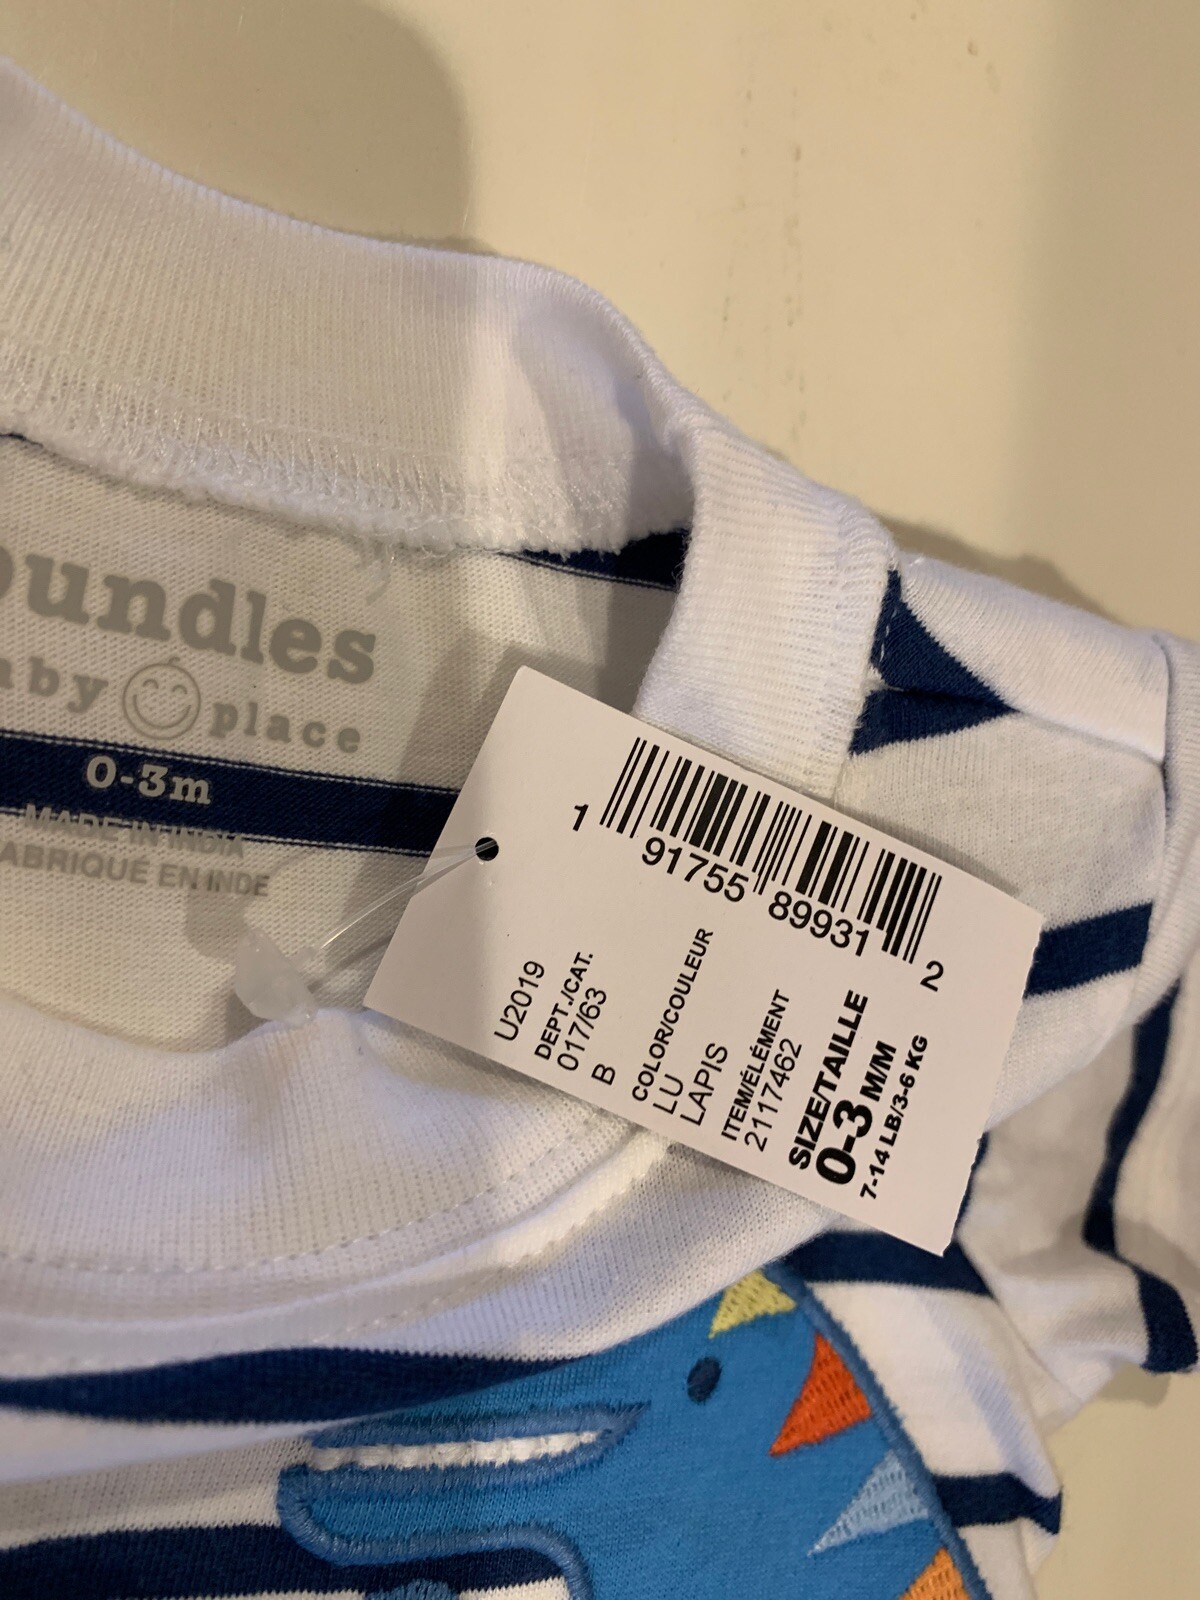 undles
by place
0-3m
MADE IN INDIA
ABRIQUÉ EN INDE
1 91755 89931 2
U2019
DEPT./CAT.
017/63
B
COLOR/COULEUR
LU
LAPIS
ITEM/ÉLÉMENT
2117462
SIZE/TAILLE
0-3 M/M
7-14 LB/3-6 KG